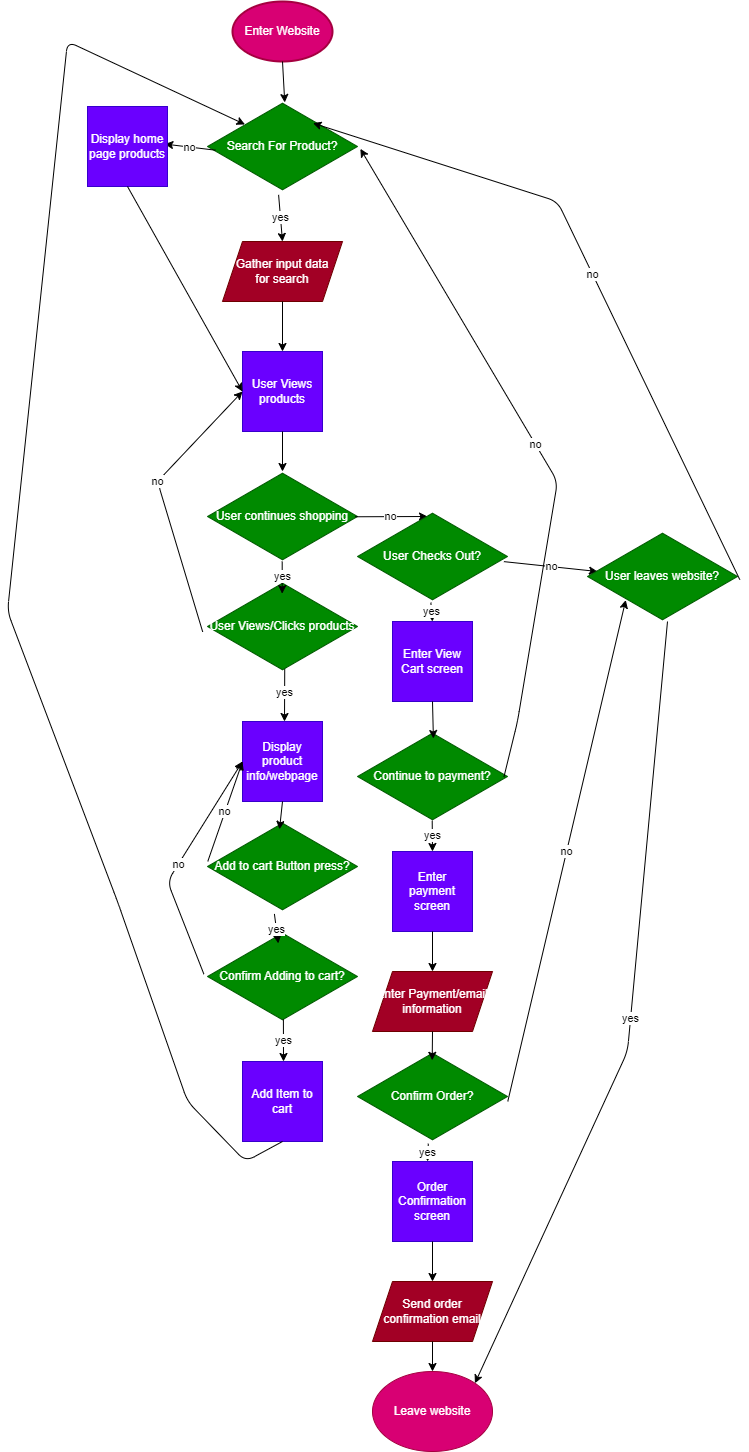 Enter Website
Search For Product?
no
Display home
page products
yes
Gather input data
for search
no
User Views
products
no
no
User continues shopping
no
User Checks Out?
no
User leaves website?
yes
User Views/Clicks products
yes
Enter View
Cart screen
yes
Display
product
info/webpage
Continue to payment?
no
yes
no
Add to cart Button press?
no
Enter
payment
screen
yes
Confirm Adding to cart?
nter Payment/email
information
yes
yes
Add Item to
cart
Confirm Order?
yes
Order
Confirmation
screen
Send order
confirmation email
Leave website